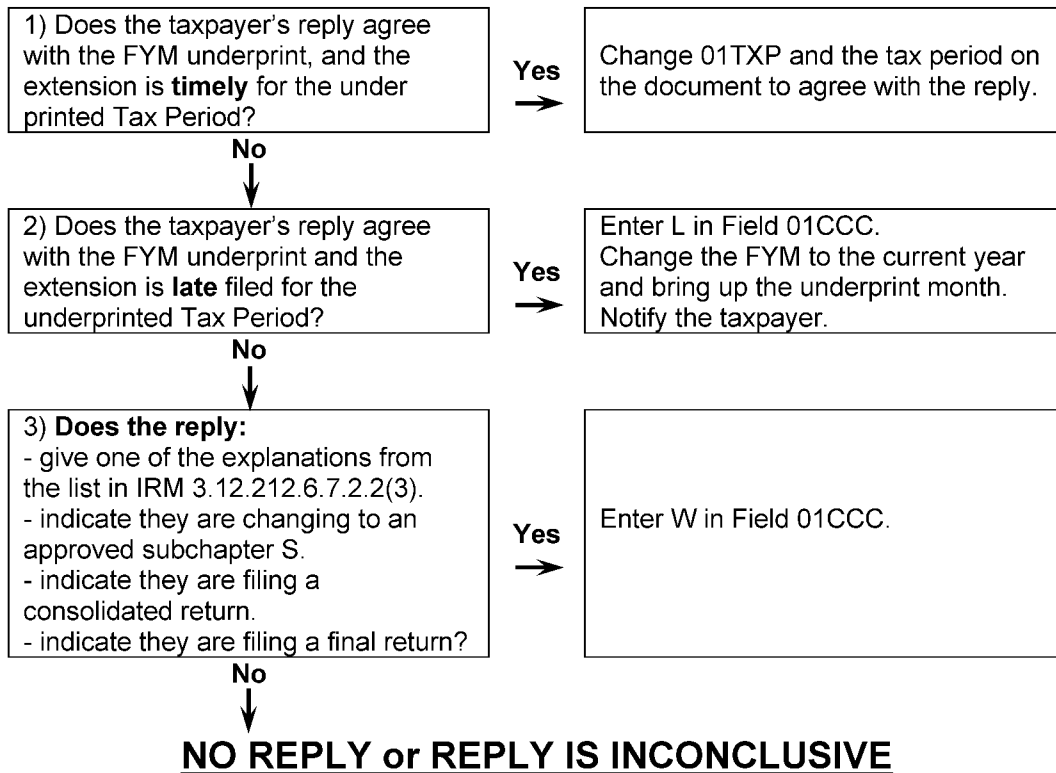 1) Does the taxpayer's reply agree
with the FYM underprint, and the
extension is timely for the under
printed Tax Period?
Yes
Change 01TXP and the tax period on
the document to agree with the reply.
No
2) Does the taxpayer's reply agree
with the FYM underprint and the
extension is late filed for the
underprinted Tax Period?
Yes
Enter L in Field 01CCC.
Change the FYM to the current year
and bring up the underprint month.
Notify the taxpayer.
No
3) Does the reply:
- give one of the explanations from
the list in IRM 3.12.212.6.7.2.2(3).
- indicate they are changing to an
approved subchapter S.
- indicate they are filing a
consolidated return.
- indicate they are filing a final return?
Yes
Enter W in Field 01CCC.
No
NO REPLY or REPLY IS INCONCLUSIVE